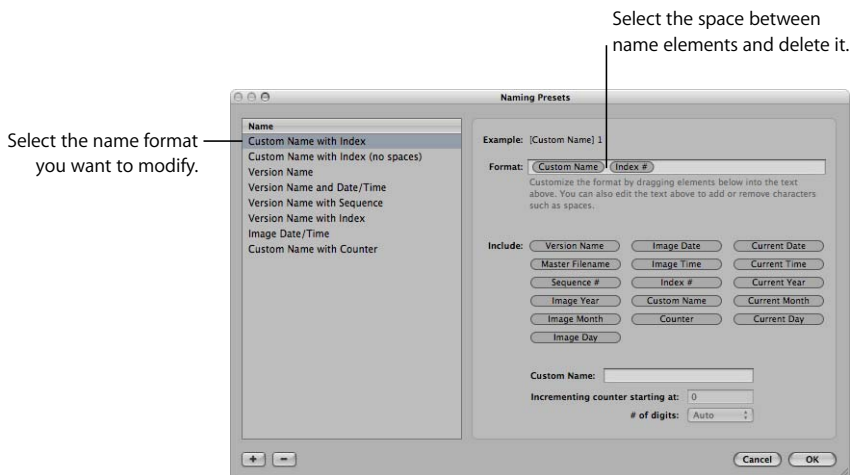 Select the space between
name elements and delete it.
Select the name format
you want to modify.
Naming Presets
Name
Custom Name with Index
Custom Name with Index (no spaces)
Version Name
Version Name and Date/Time
Version Name with Sequence
Version Name with Index
Image Date/Time
Custom Name with Counter
Example: [Custom Name] 1
Format: Custom Name Index #
Customize the format by dragging elements below into the text
above. You can also edit the text above to add or remove characters
such as spaces.
Include: Version Name Image Date Current Date
Master Filename Image Time Current Time
Sequence # Index # Current Year
Image Year Custom Name Current Month
Image Month Counter Current Day
Image Day
Custom Name:
Incrementing counter starting at: 0
# of digits: Auto
+ - Cancel OK